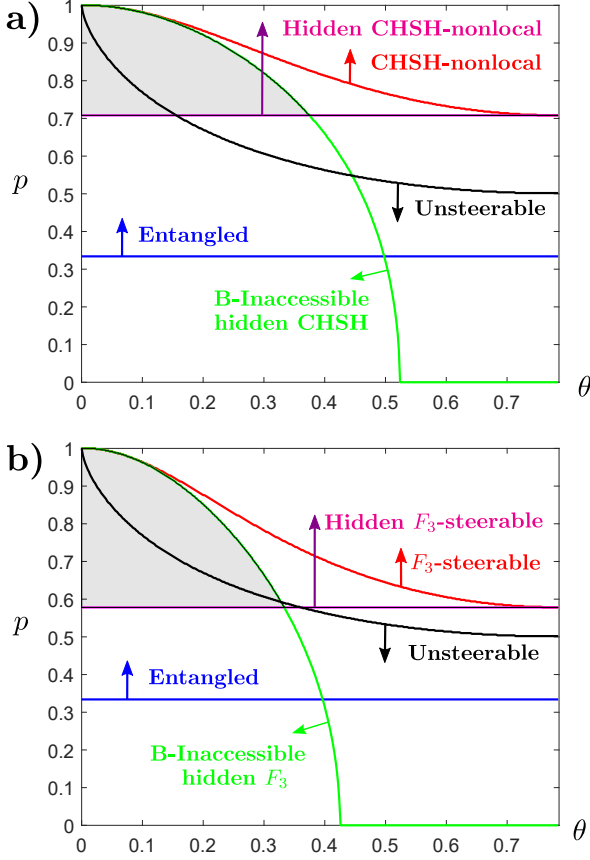 a)
1
0.9
0.8
0.7
0.6
0.5
0.4
0.3
0.2
0.1
0
p
Hidden CHSH-nonlocal
CHSH-nonlocal
Unsteerable
Entangled
B-Inaccessible
hidden CHSH
0 0.1 0.2 0.3 0.4 0.5 0.6 0.7 θ
b)
1
0.9
0.8
0.7
0.6
0.5
0.4
0.3
0.2
0.1
0
p
Hidden F₃-steerable
F₃-steerable
Unsteerable
Entangled
B-Inaccessible
hidden F₃
0 0.1 0.2 0.3 0.4 0.5 0.6 0.7 θ